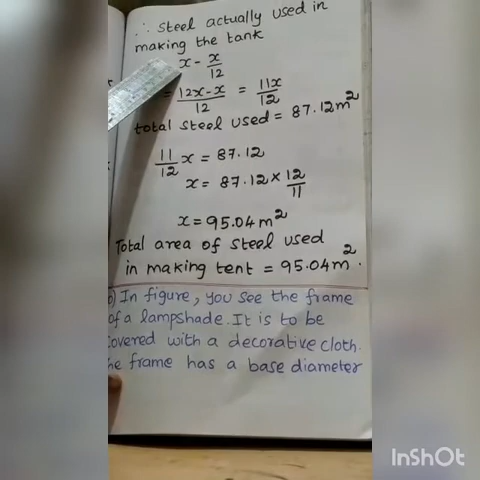 ∴ Steel actually used in
making the tank
x - x/12
= 12x-x/12 = 11x/12
total steel used = 87.12m²
11/12 x = 87.12
x = 87.12 × 12/11
x = 95.04 m²
Total area of steel used
in making tent = 95.04m².
) In figure, you see the frame
of a lampshade. It is to be
covered with a decorative cloth.
he frame has a base diameter
InShOt